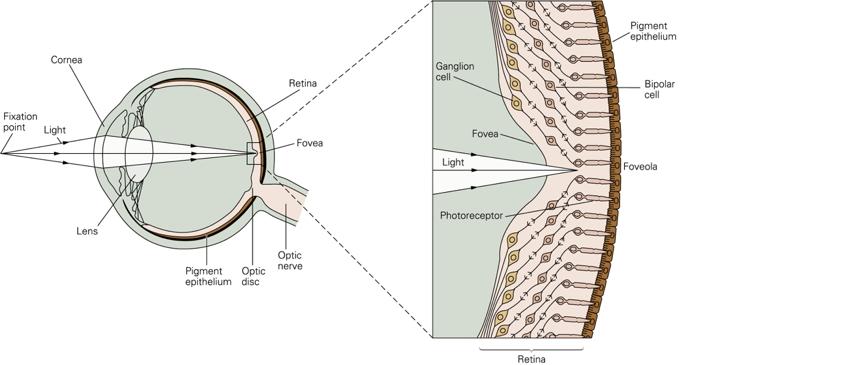 Cornea
Fixation
point
Light
Lens
Retina
Fovea
Pigment
epithelium
Optic
disc
Optic
nerve
Ganglion
cell
Fovea
Light
Photoreceptor
Pigment
epithelium
Bipolar
cell
Foveola
Retina